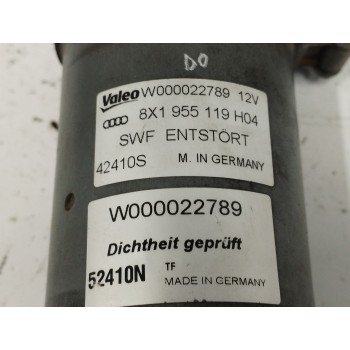 DO
Valeo W000022789 12V
8X1 955 119 H04
SWF ENTSTÖRT
42410S M. IN GERMANY
W000022789
Dichtheit geprüft
52410N TF
MADE IN GERMANY